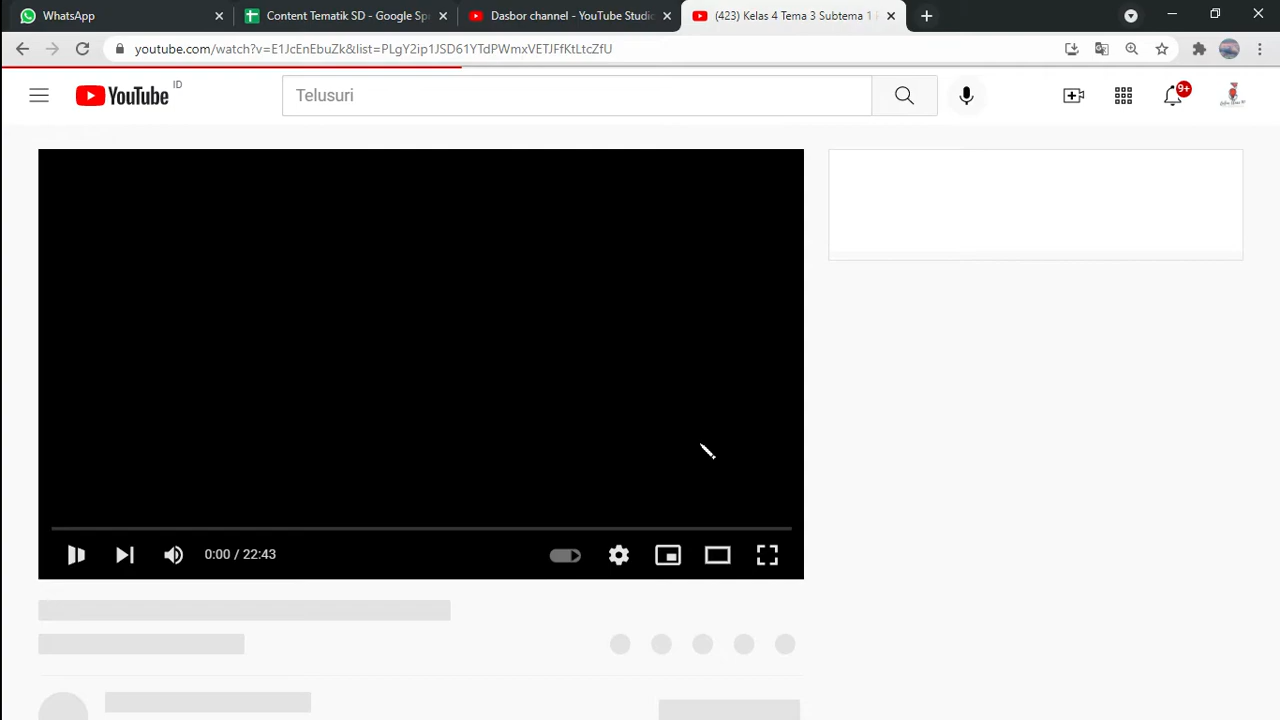 WhatsApp
Content Tematik SD - Google Sp
Dasbor channel - YouTube Studio
(423) Kelas 4 Tema 3 Subtema 1
youtube.com/watch?v=E1JcEnEbuZk&list=PLgY2ip1JSD61YTdPWmxVETJFfKtLtcZfU
YouTube ID
Telusuri
9+
0:00 / 22:43